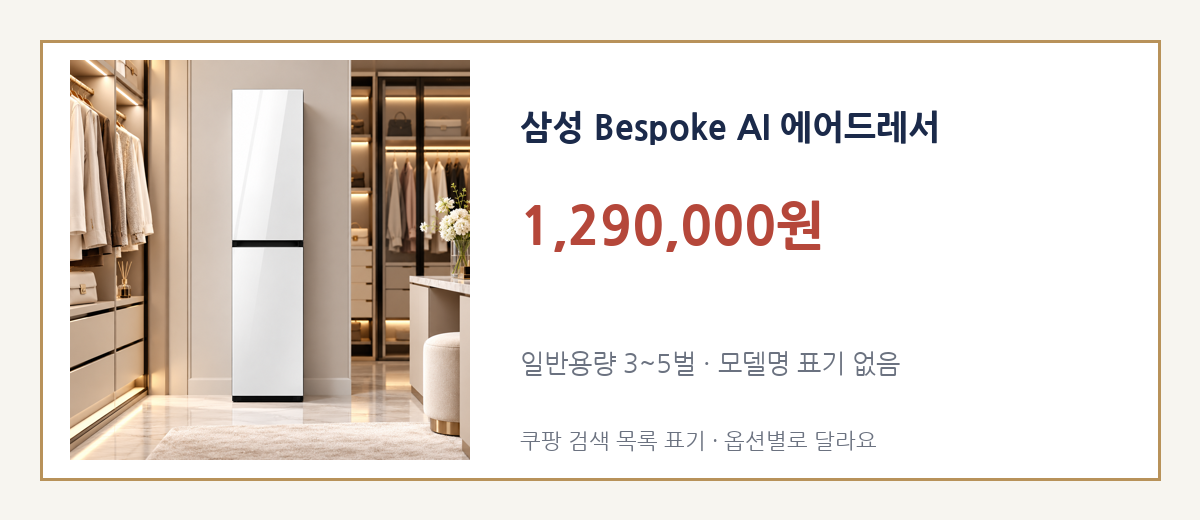 삼성 Bespoke AI 에어드레서
1,290,000원
일반용량 3~5벌 · 모델명 표기 없음
쿠팡 검색 목록 표기 · 옵션별로 달라요